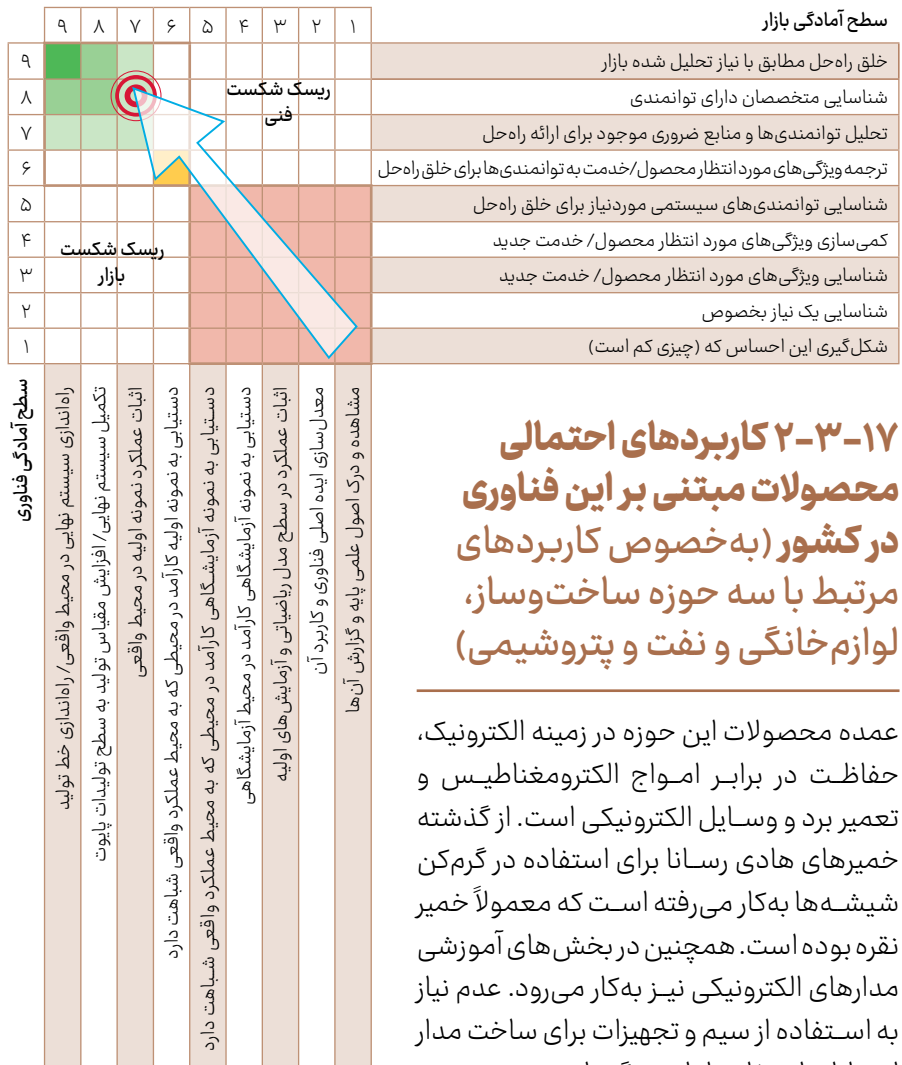 سطح آمادگی بازار
۱ ۲ ۳ ۴ ۵ ۶ ۷ ۸ ۹
خلق راه‌حل مطابق با نیاز تحلیل شده بازار ۹
شناسایی متخصصان دارای توانمندی ۸
تحلیل توانمندی‌ها و منابع ضروری موجود برای ارائه راه‌حل ۷
ترجمه ویژگی‌های مورد انتظار محصول/خدمت به توانمندی‌ها برای خلق راه‌حل ۶
شناسایی توانمندی‌های سیستمی موردنیاز برای خلق راه‌حل ۵
کمی‌سازی ویژگی‌های مورد انتظار محصول/ خدمت جدید ۴
شناسایی ویژگی‌های مورد انتظار محصول/ خدمت جدید ۳
شناسایی یک نیاز بخصوص ۲
شکل‌گیری این احساس که (چیزی کم است) ۱
ریسک شکست
فنی
ریسک شکست
بازار
مشاهده و درک اصول علمی پایه و گزارش آن‌ها
معدل‌سازی ایده اصلی فناوری و کاربرد آن
اثبات عملکرد در سطح مدل ریاضیاتی و آزمایش‌های اولیه
دستیابی به نمونه آزمایشگاهی کارآمد در محیط آزمایشگاهی
دستیابی به نمونه آزمایشگاهی کارآمد در محیطی که به محیط عملکرد واقعی شباهت دارد
دستیابی به نمونه اولیه کارآمد در محیطی که به محیط عملکرد واقعی شباهت دارد
اثبات عملکرد نمونه اولیه در محیط واقعی
تکمیل سیستم نهایی/ افزایش مقیاس تولید به سطح تولیدات پایوت
راه‌اندازی سیستم نهایی در محیط واقعی/ راه‌اندازی خط تولید
سطح آمادگی فناوری
۲-۳-۱۷ کاربردهای احتمالی
محصولات مبتنی بر این فناوری
در کشور (به‌خصوص کاربردهای
مرتبط با سه حوزه ساخت‌وساز،
لوازم‌خانگی و نفت و پتروشیمی)
عمده محصولات این حوزه در زمینه الکترونیک،
حفاظت در برابر امواج الکترومغناطیس و
تعمیر برد و وسایل الکترونیکی است. از گذشته
خمیرهای هادی رسانا برای استفاده در گرم‌کن
شیشه‌ها به‌کار می‌رفته است که معمولاً خمیر
نقره بوده است. همچنین در بخش‌های آموزشی
مدارهای الکترونیکی نیز به‌کار می‌رود. عدم نیاز
به استفاده از سیم و تجهیزات برای ساخت مدار